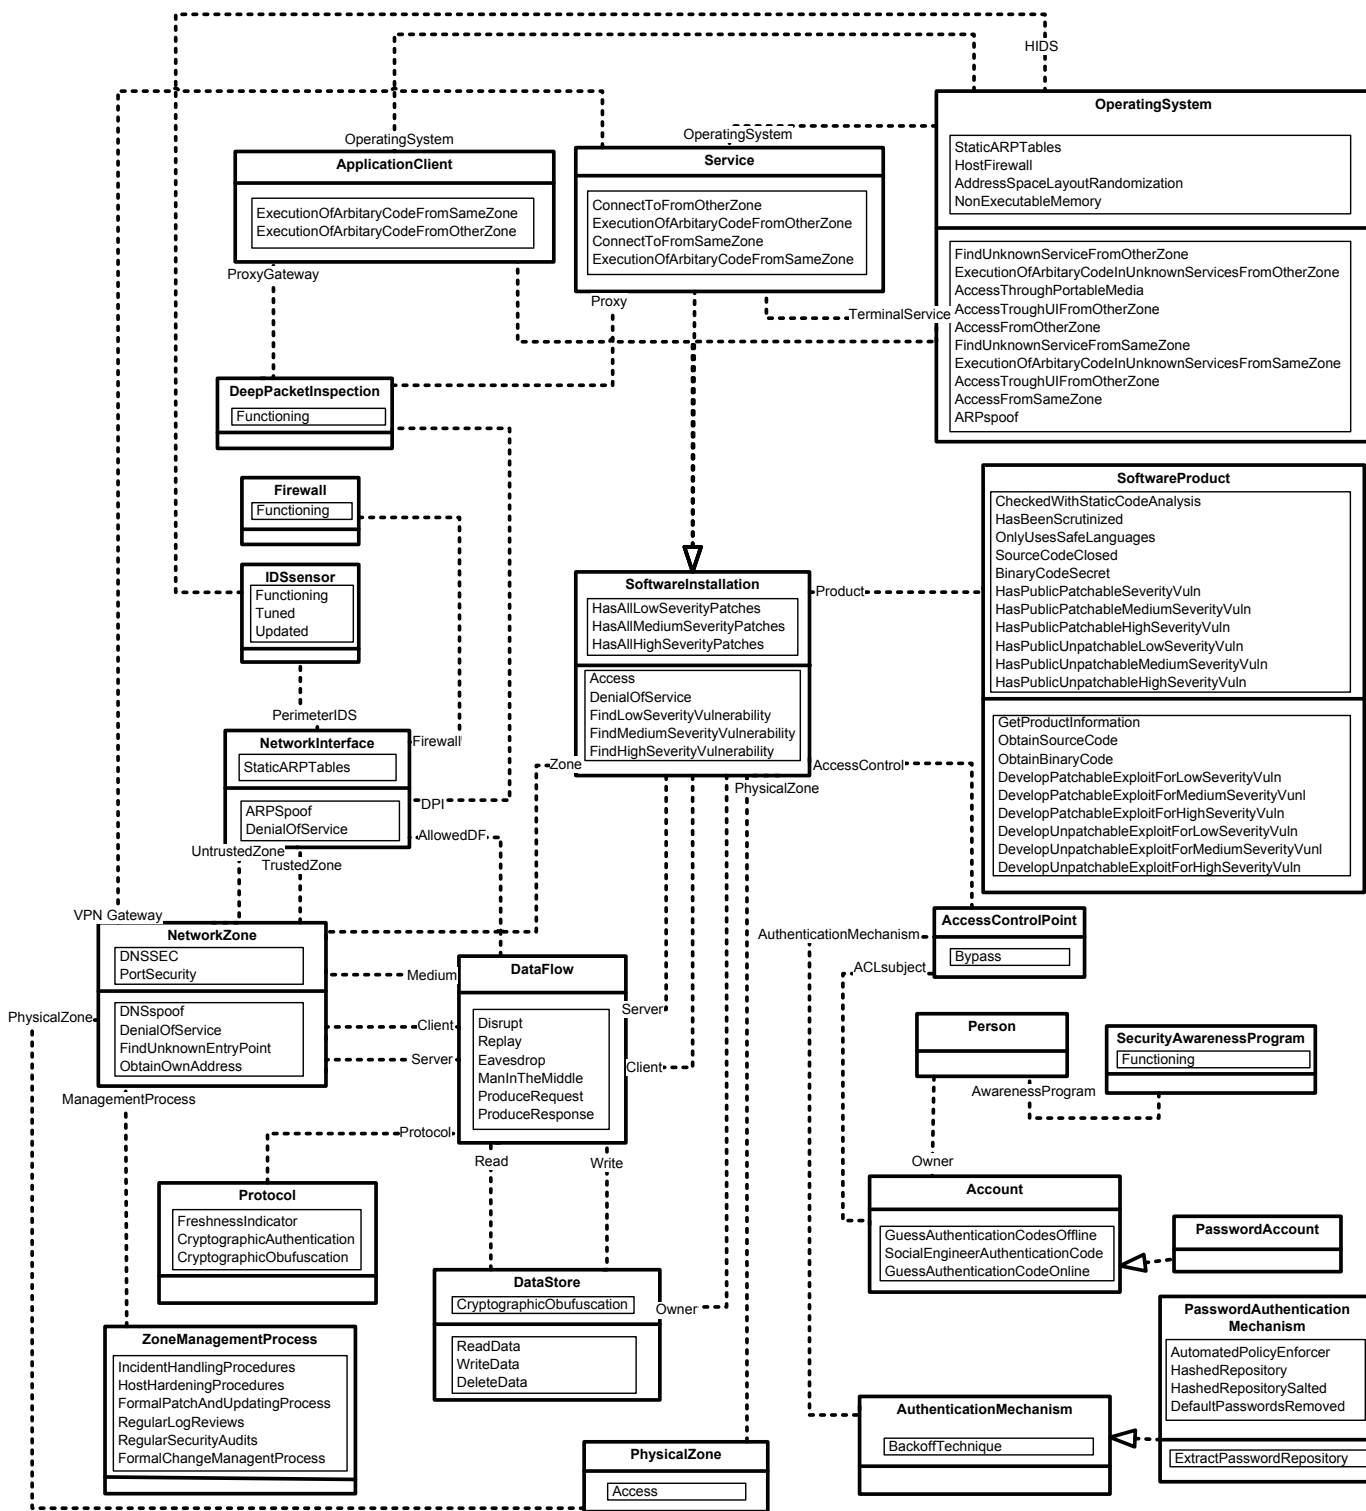 HIDS
OperatingSystem
StaticARPTables
HostFirewall
AddressSpaceLayoutRandomization
NonExecutableMemory
FindUnknownServiceFromOtherZone
ExecutionOfArbitaryCodeInUnknownServicesFromOtherZone
AccessThroughPortableMedia
AccessTroughUIFromOtherZone
AccessFromOtherZone
FindUnknownServiceFromSameZone
ExecutionOfArbitaryCodeInUnknownServicesFromSameZone
AccessTroughUIFromOtherZone
AccessFromSameZone
ARPspoof
OperatingSystem
ApplicationClient
ExecutionOfArbitaryCodeFromSameZone
ExecutionOfArbitaryCodeFromOtherZone
ProxyGateway
OperatingSystem
Service
ConnectToFromOtherZone
ExecutionOfArbitaryCodeFromOtherZone
ConnectToFromSameZone
ExecutionOfArbitaryCodeFromSameZone
Proxy
TerminalService
DeepPacketInspection
Functioning
Firewall
Functioning
IDSsensor
Functioning
Tuned
Updated
PerimeterIDS
NetworkInterface
StaticARPTables
ARPSpoof
DenialOfService
Firewall
DPI
AllowedDF
UntrustedZone
TrustedZone
SoftwareInstallation
HasAllLowSeverityPatches
HasAllMediumSeverityPatches
HasAllHighSeverityPatches
Access
DenialOfService
FindLowSeverityVulnerability
FindMediumSeverityVulnerability
FindHighSeverityVulnerability
Product
Zone
AccessControl
PhysicalZone
SoftwareProduct
CheckedWithStaticCodeAnalysis
HasBeenScrutinized
OnlyUsesSafeLanguages
SourceCodeClosed
BinaryCodeSecret
HasPublicPatchableSeverityVuln
HasPublicPatchableMediumSeverityVuln
HasPublicPatchableHighSeverityVuln
HasPublicUnpatchableLowSeverityVuln
HasPublicUnpatchableMediumSeverityVuln
HasPublicUnpatchableHighSeverityVuln
GetProductInformation
ObtainSourceCode
ObtainBinaryCode
DevelopPatchableExploitForLowSeverityVuln
DevelopPatchableExploitForMediumSeverityVunl
DevelopPatchableExploitForHighSeverityVuln
DevelopUnpatchableExploitForLowSeverityVuln
DevelopUnpatchableExploitForMediumSeverityVunl
DevelopUnpatchableExploitForHighSeverityVuln
VPN Gateway
NetworkZone
DNSSEC
PortSecurity
DNSspoof
DenialOfService
FindUnknownEntryPoint
ObtainOwnAddress
PhysicalZone
ManagementProcess
Medium
Client
Server
DataFlow
Disrupt
Replay
Eavesdrop
ManInTheMiddle
ProduceRequest
ProduceResponse
Server
Client
Protocol
Read
Write
AccessControlPoint
Bypass
AuthenticationMechanism
ACLsubject
Person
SecurityAwarenessProgram
Functioning
AwarenessProgram
Owner
Account
GuessAuthenticationCodesOffline
SocialEngineerAuthenticationCode
GuessAuthenticationCodeOnline
PasswordAccount
Protocol
FreshnessIndicator
CryptographicAuthentication
CryptographicObufuscation
DataStore
CryptographicObufuscation
ReadData
WriteData
DeleteData
Owner
ZoneManagementProcess
IncidentHandlingProcedures
HostHardeningProcedures
FormalPatchAndUpdatingProcess
RegularLogReviews
RegularSecurityAudits
FormalChangeManagentProcess
PasswordAuthentication
Mechanism
AutomatedPolicyEnforcer
HashedRepository
HashedRepositorySalted
DefaultPasswordsRemoved
ExtractPasswordRepository
AuthenticationMechanism
BackoffTechnique
PhysicalZone
Access